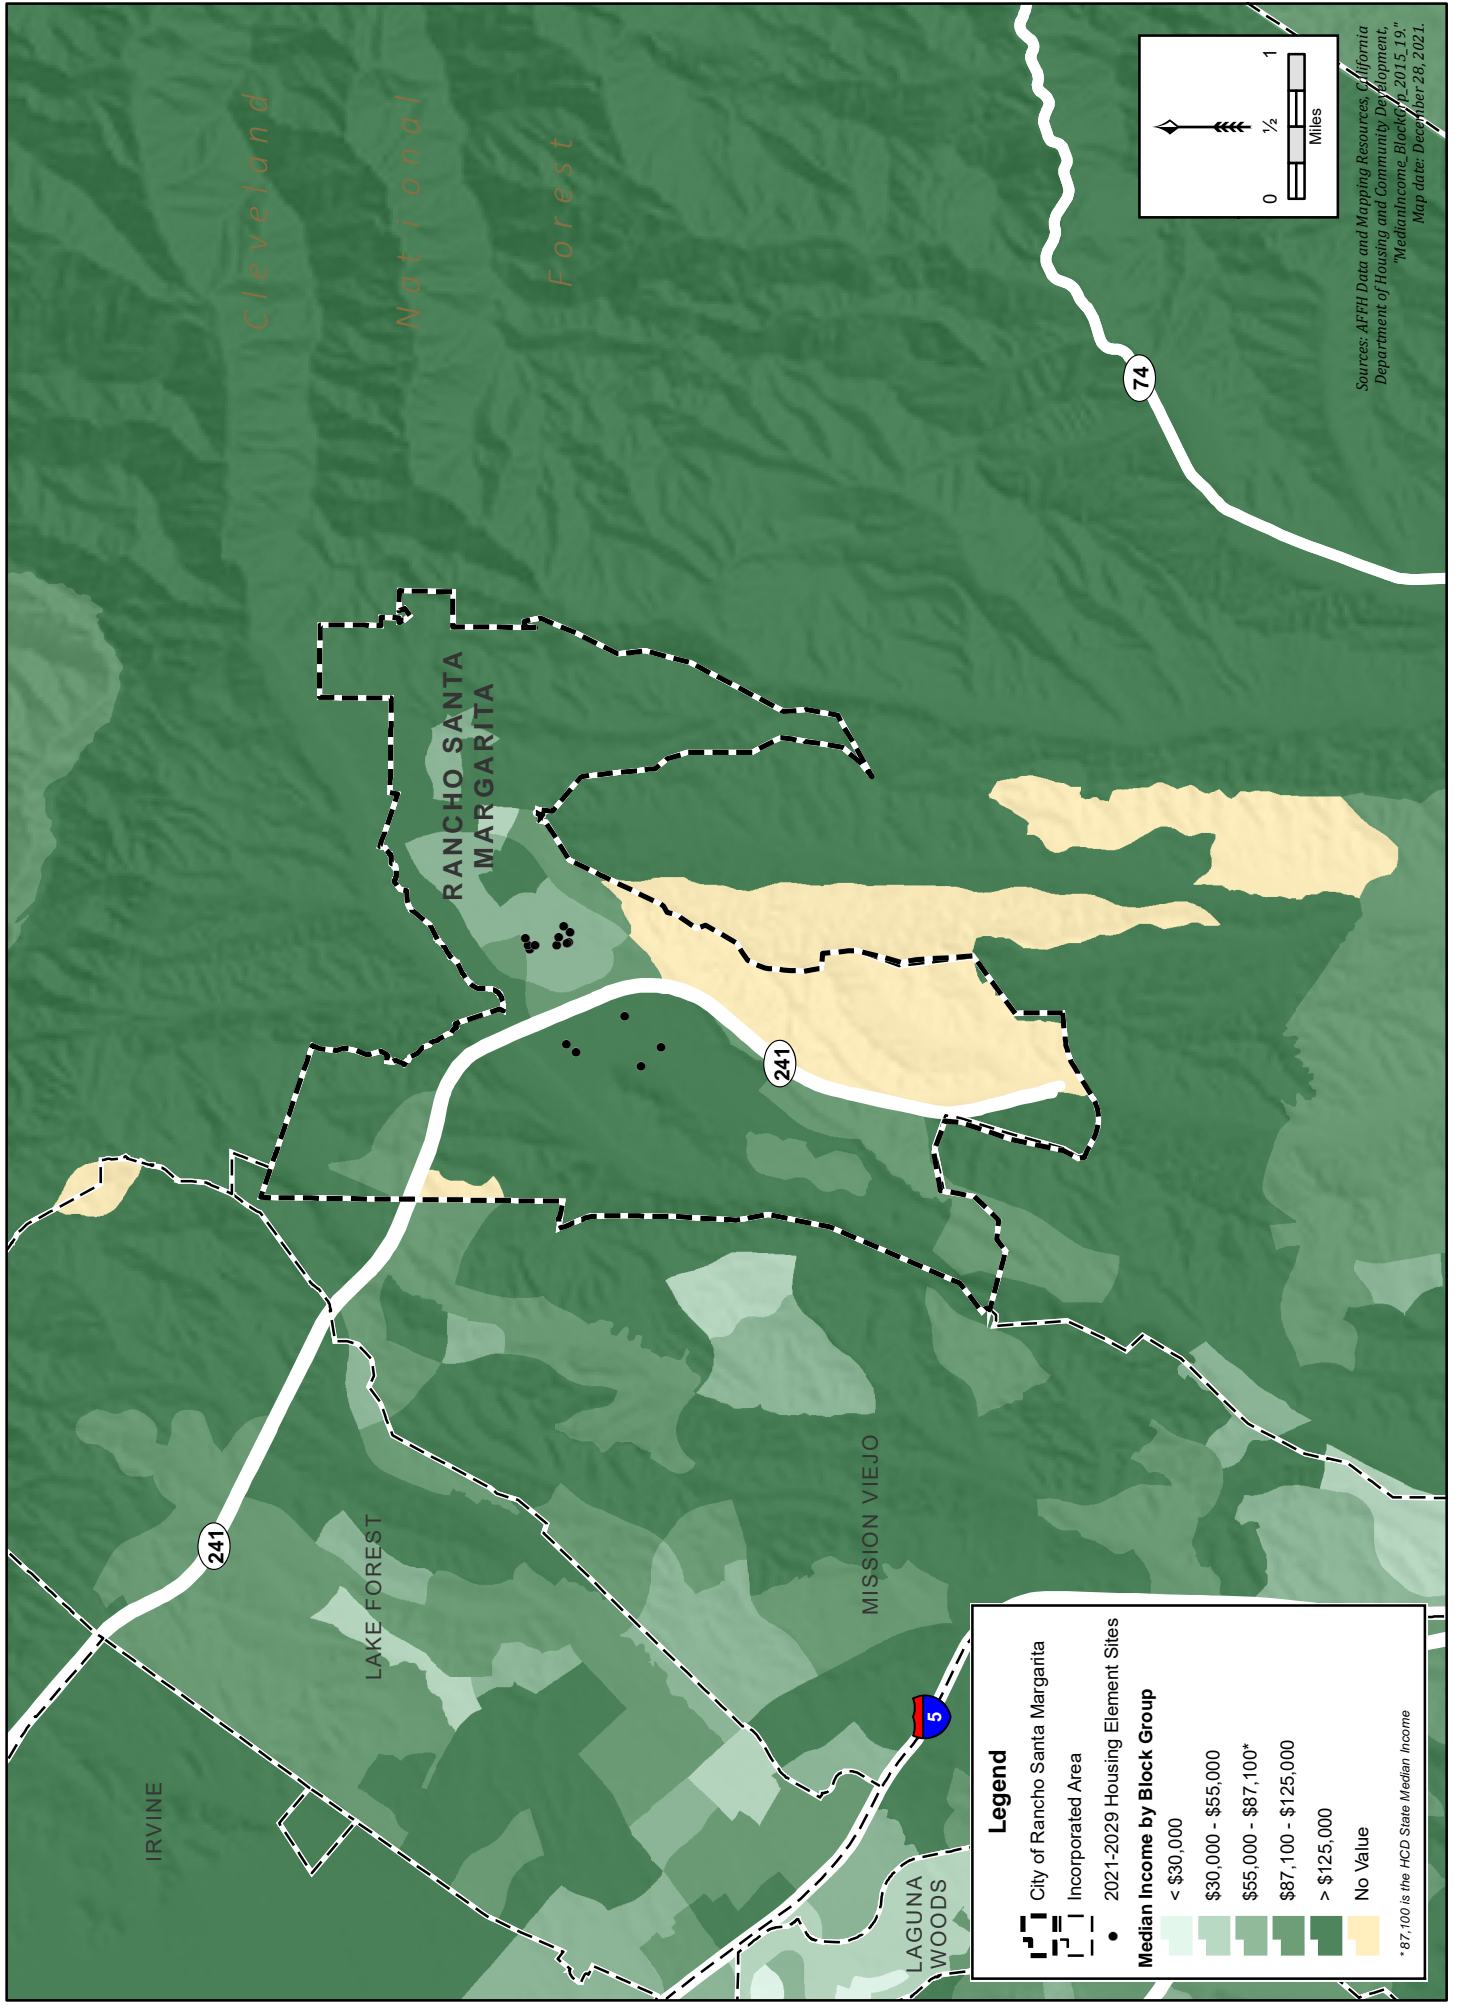 Cleveland
National
Forest
RANCHO SANTA
MARGARITA
IRVINE
LAKE FOREST
MISSION VIEJO
LAGUNA
WOODS
241
241
74
5
0
½
1
Miles
Sources: AFFH Data and Mapping Resources, California
Department of Housing and Community Development,
"MedianIncome_BlockGrp_2015_19."
Map date: December 28, 2021.
Legend
City of Rancho Santa Margarita
Incorporated Area
2021-2029 Housing Element Sites
Median Income by Block Group
< $30,000
$30,000 - $55,000
$55,000 - $87,100*
$87,100 - $125,000
> $125,000
No Value
*87,100 is the HCD State Median Income